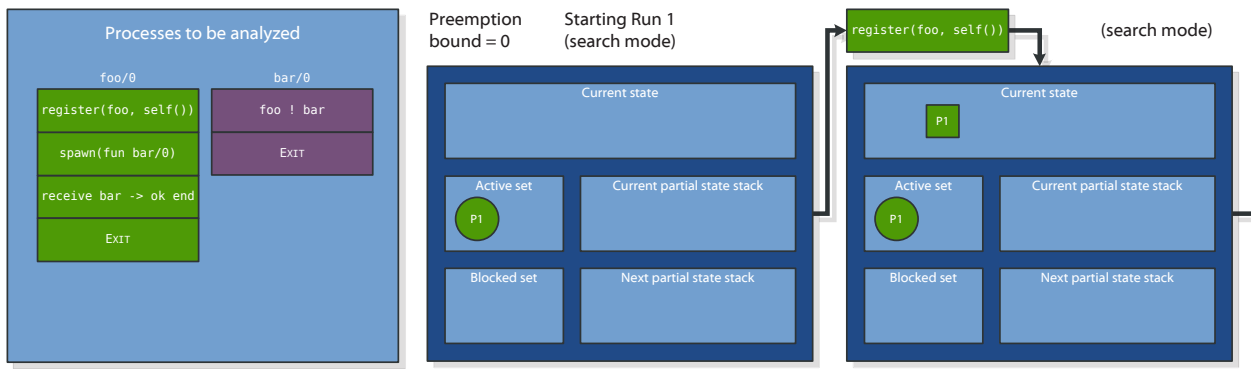 Processes to be analyzed
foo/0
register(foo, self())
spawn(fun bar/0)
receive bar -> ok end
EXIT
bar/0
foo ! bar
EXIT
Preemption
bound = 0
Starting Run 1
(search mode)
Current state
Active set
P1
Current partial state stack
Blocked set
Next partial state stack
register(foo, self())
(search mode)
Current state
P1
Active set
P1
Current partial state stack
Blocked set
Next partial state stack